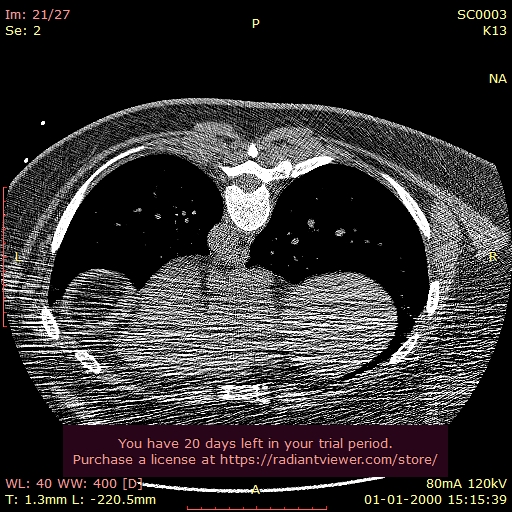 Im: 21/27
Se: 2
P
SC0003
K13
NA
L
R
You have 20 days left in your trial period.
Purchase a license at https://radiantviewer.com/store/
WL: 40 WW: 400 [D]
T: 1.3mm L: -220.5mm
A
80mA 120kV
01-01-2000 15:15:39